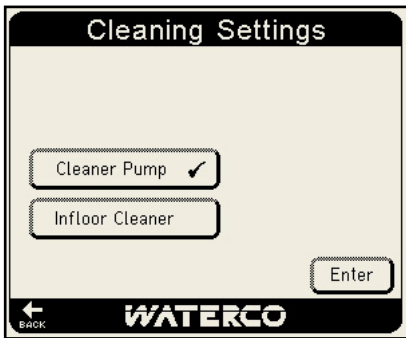 Cleaning Settings
Cleaner Pump ✓
Infloor Cleaner
Enter
BACK
WATERCO